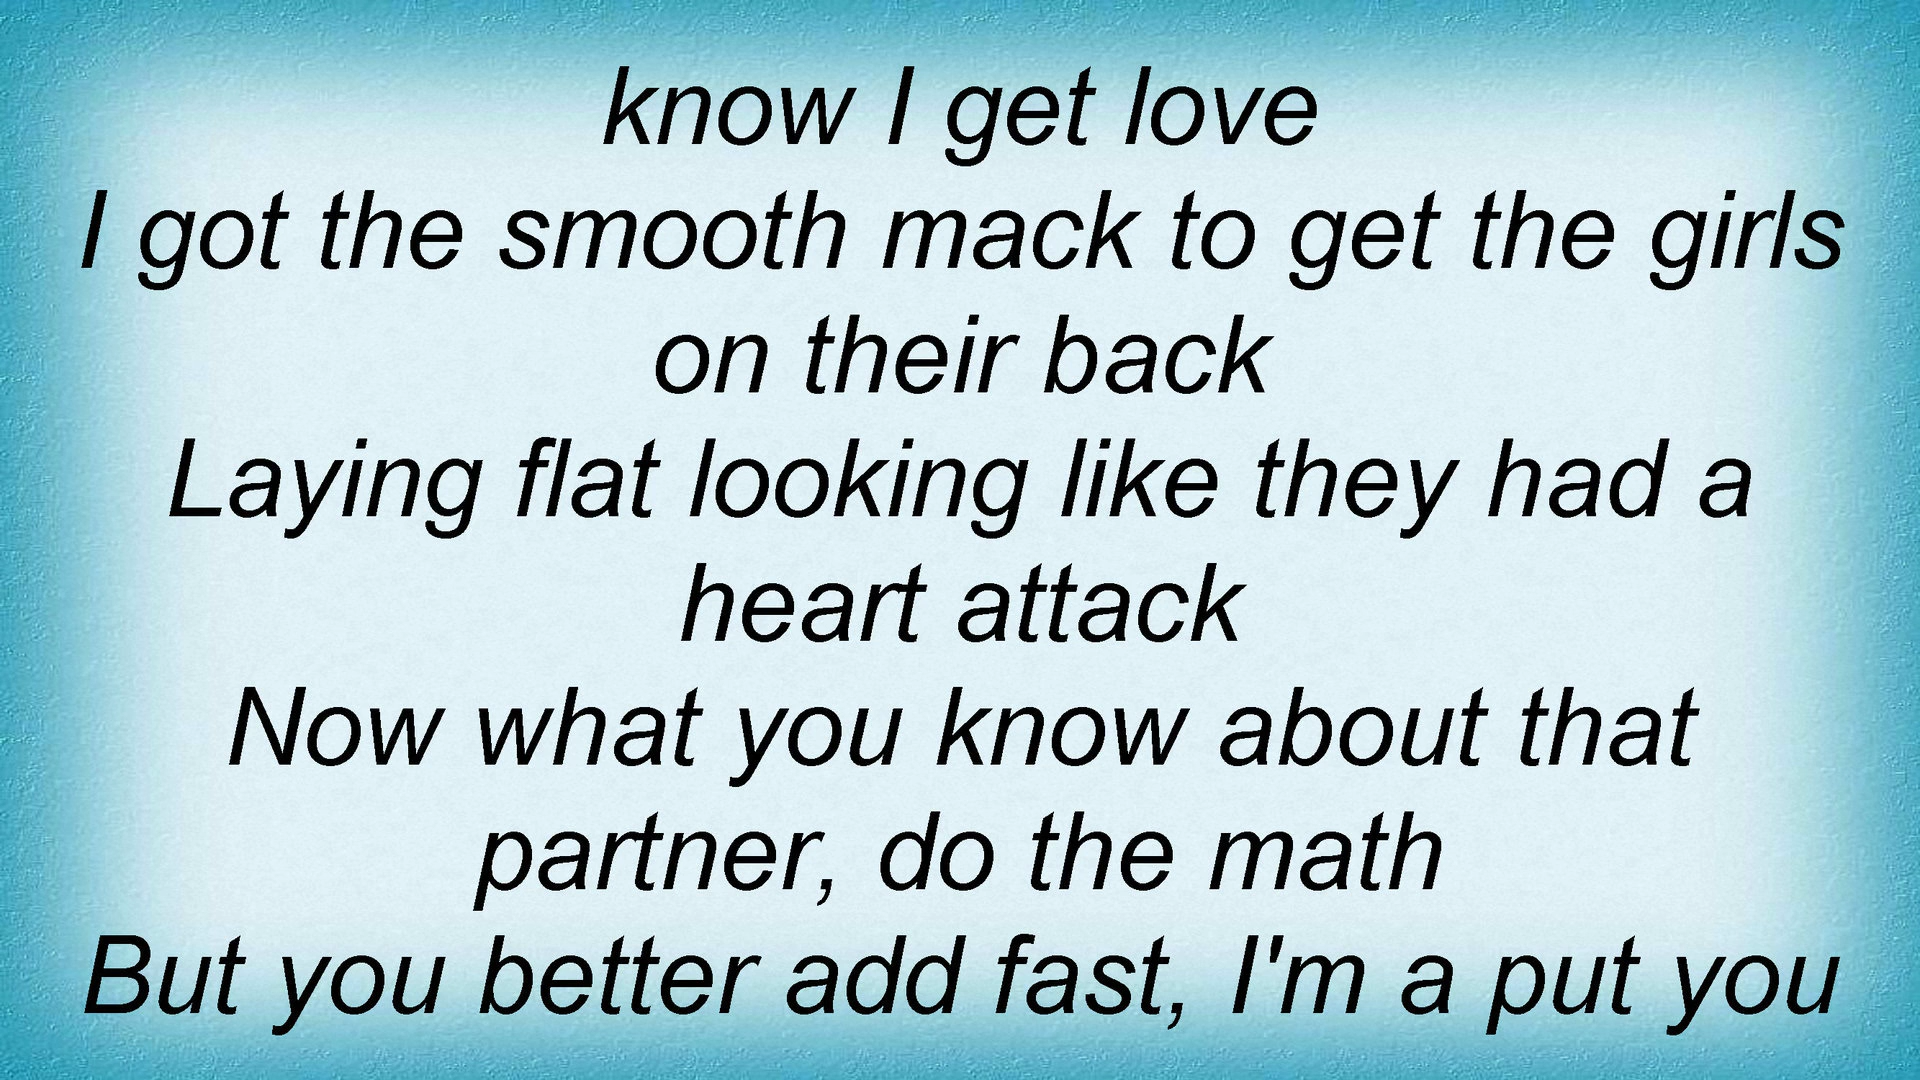 know I get love
I got the smooth mack to get the girls
on their back
Laying flat looking like they had a
heart attack
Now what you know about that
partner, do the math
But you better add fast, I'm a put you